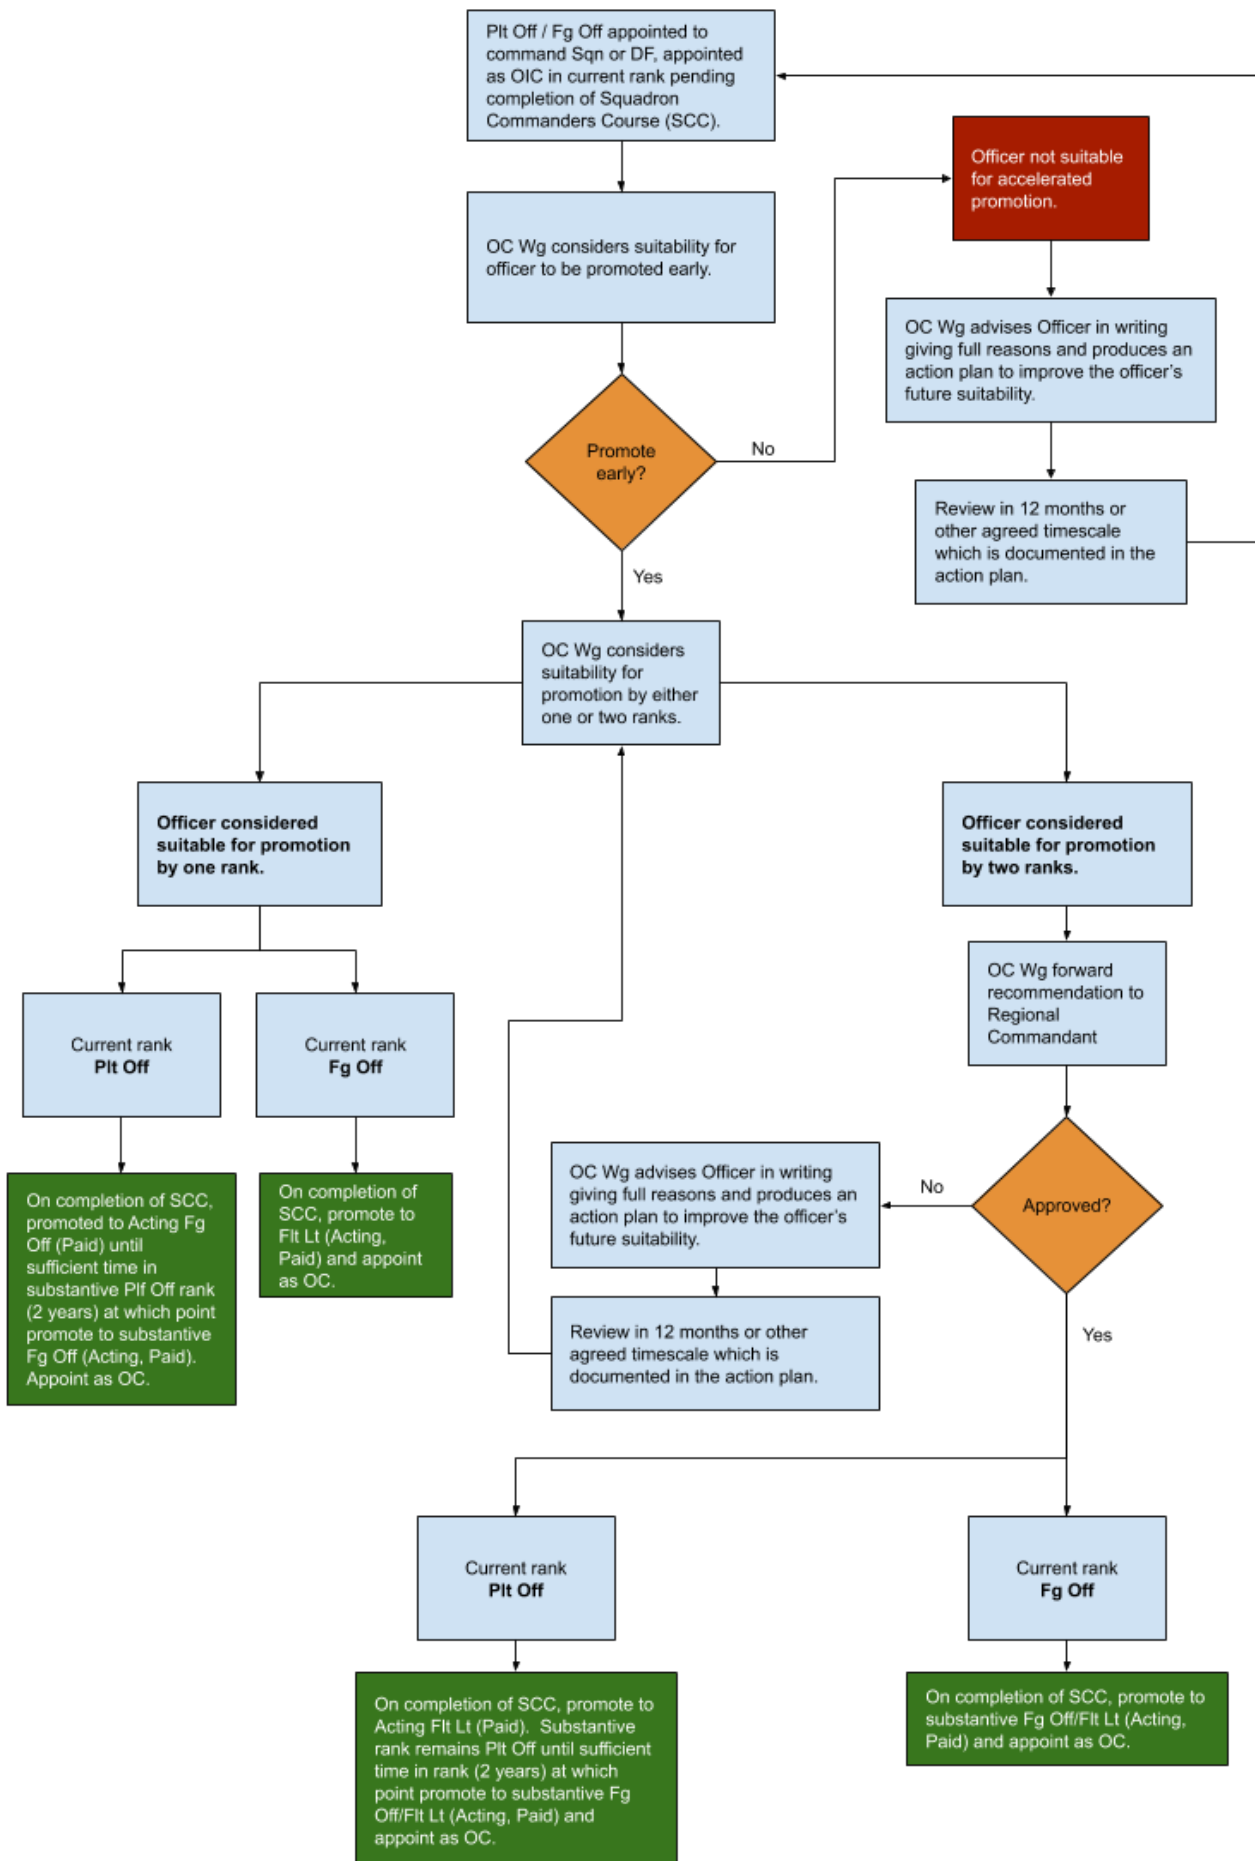 Plt Off / Fg Off appointed to
command Sqn or DF, appointed
as OIC in current rank pending
completion of Squadron
Commanders Course (SCC).
Officer not suitable
for accelerated
promotion.
OC Wg considers suitability for
officer to be promoted early.
OC Wg advises Officer in writing
giving full reasons and produces an
action plan to improve the officer's
future suitability.
Promote
early?
No
Review in 12 months or
other agreed timescale
which is documented in the
action plan.
Yes
OC Wg considers
suitability for
promotion by either
one or two ranks.
Officer considered
suitable for promotion
by one rank.
Officer considered
suitable for promotion
by two ranks.
OC Wg forward
recommendation to
Regional
Commandant
Current rank
Plt Off
Current rank
Fg Off
OC Wg advises Officer in writing
giving full reasons and produces an
action plan to improve the officer's
future suitability.
No
Approved?
On completion of SCC,
promoted to Acting Fg
Off (Paid) until
sufficient time in
substantive Plf Off rank
(2 years) at which point
promote to substantive
Fg Off (Acting, Paid).
Appoint as OC.
On completion of
SCC, promote to
Flt Lt (Acting,
Paid) and appoint
as OC.
Review in 12 months or other
agreed timescale which is
documented in the action plan.
Yes
Current rank
Plt Off
Current rank
Fg Off
On completion of SCC, promote to
Acting Flt Lt (Paid).  Substantive
rank remains Plt Off until sufficient
time in rank (2 years) at which
point promote to substantive Fg
Off/Flt Lt (Acting, Paid) and
appoint as OC.
On completion of SCC, promote to
substantive Fg Off/Flt Lt (Acting,
Paid) and appoint as OC.